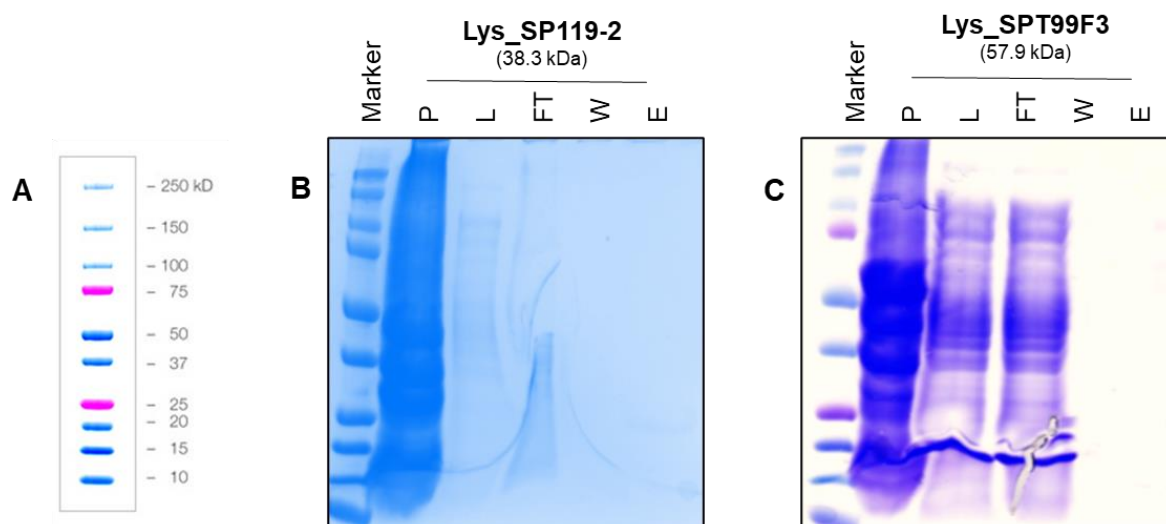 A
– 250 kD
– 150
– 100
– 75
– 50
– 37
– 25
– 20
– 15
– 10
B
Lys_SP119-2
(38.3 kDa)
Marker
P
L
FT
W
E
C
Lys_SPT99F3
(57.9 kDa)
Marker
P
L
FT
W
E